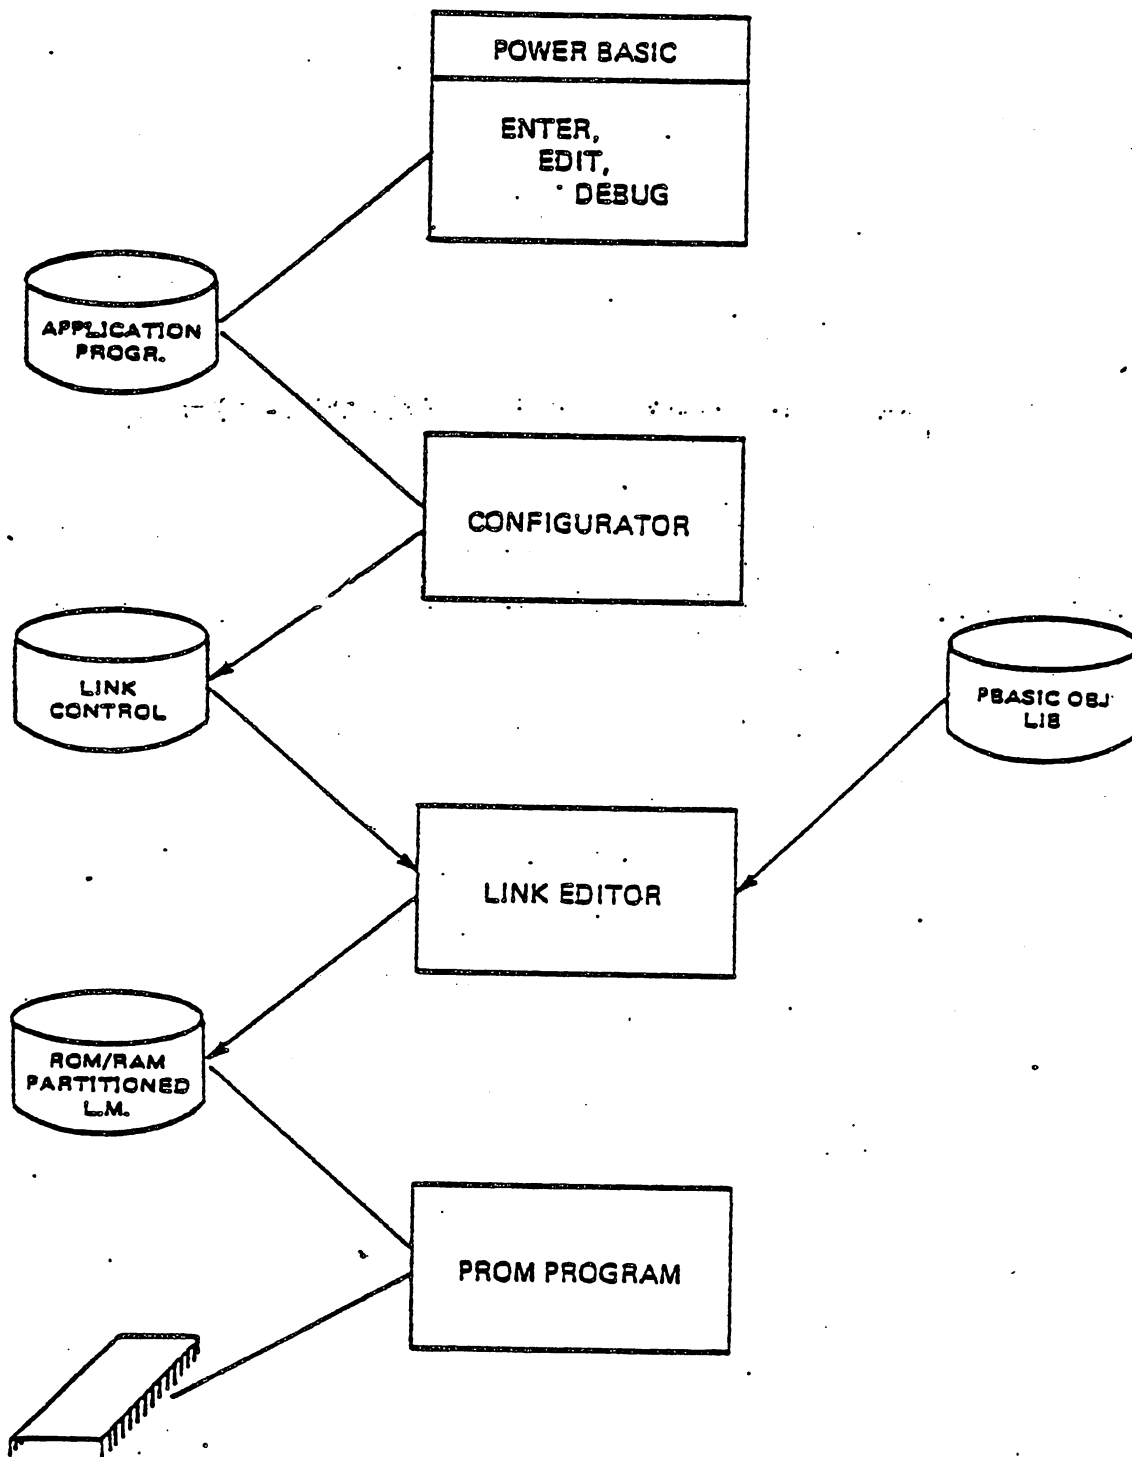 POWER BASIC
ENTER,
EDIT,
DEBUG
APPLICATION
PROGR.
CONFIGURATOR
LINK
CONTROL
PBASIC OBJ
LIB
LINK EDITOR
ROM/RAM
PARTITIONED
L.M.
PROM PROGRAM